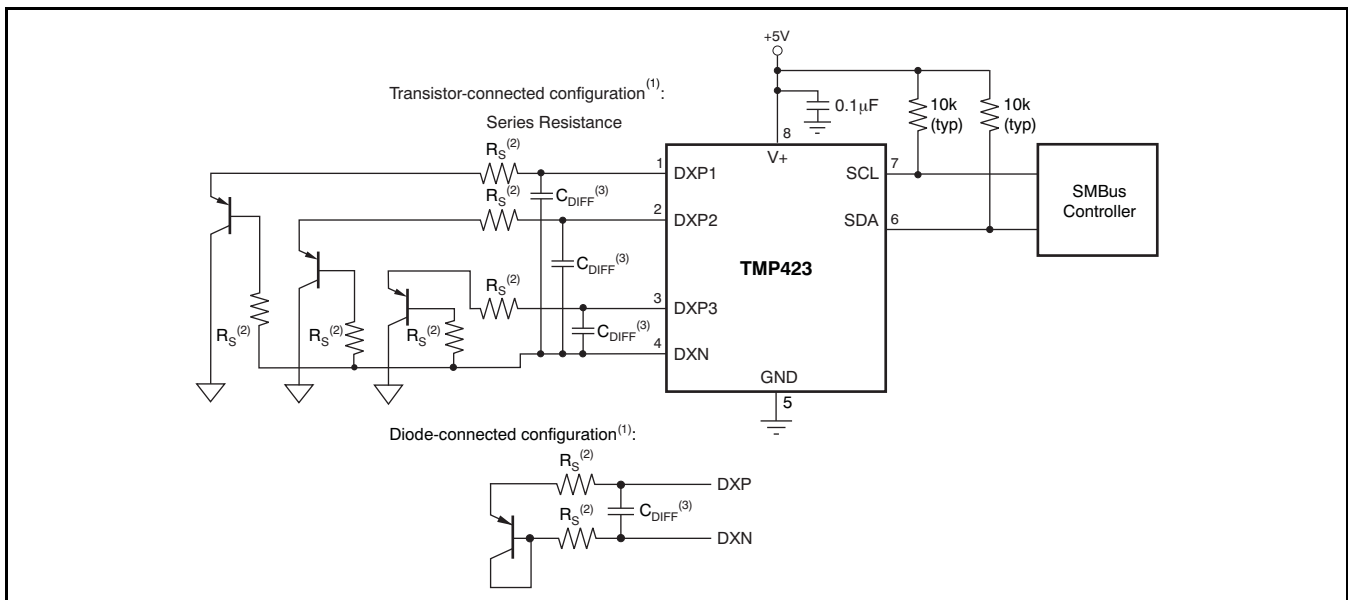 +5V
Transistor-connected configuration(1):
0.1μF
10k
(typ)
10k
(typ)
Series Resistance
8
V+
RS(2)
1
DXP1
SCL
7
SMBus
Controller
CDIFF(3)
RS(2)
2
DXP2
SDA
6
CDIFF(3)
TMP423
RS(2)
3
DXP3
RS(2)
RS(2)
RS(2)
CDIFF(3)
4
DXN
GND
5
Diode-connected configuration(1):
RS(2)
DXP
RS(2)
CDIFF(3)
DXN